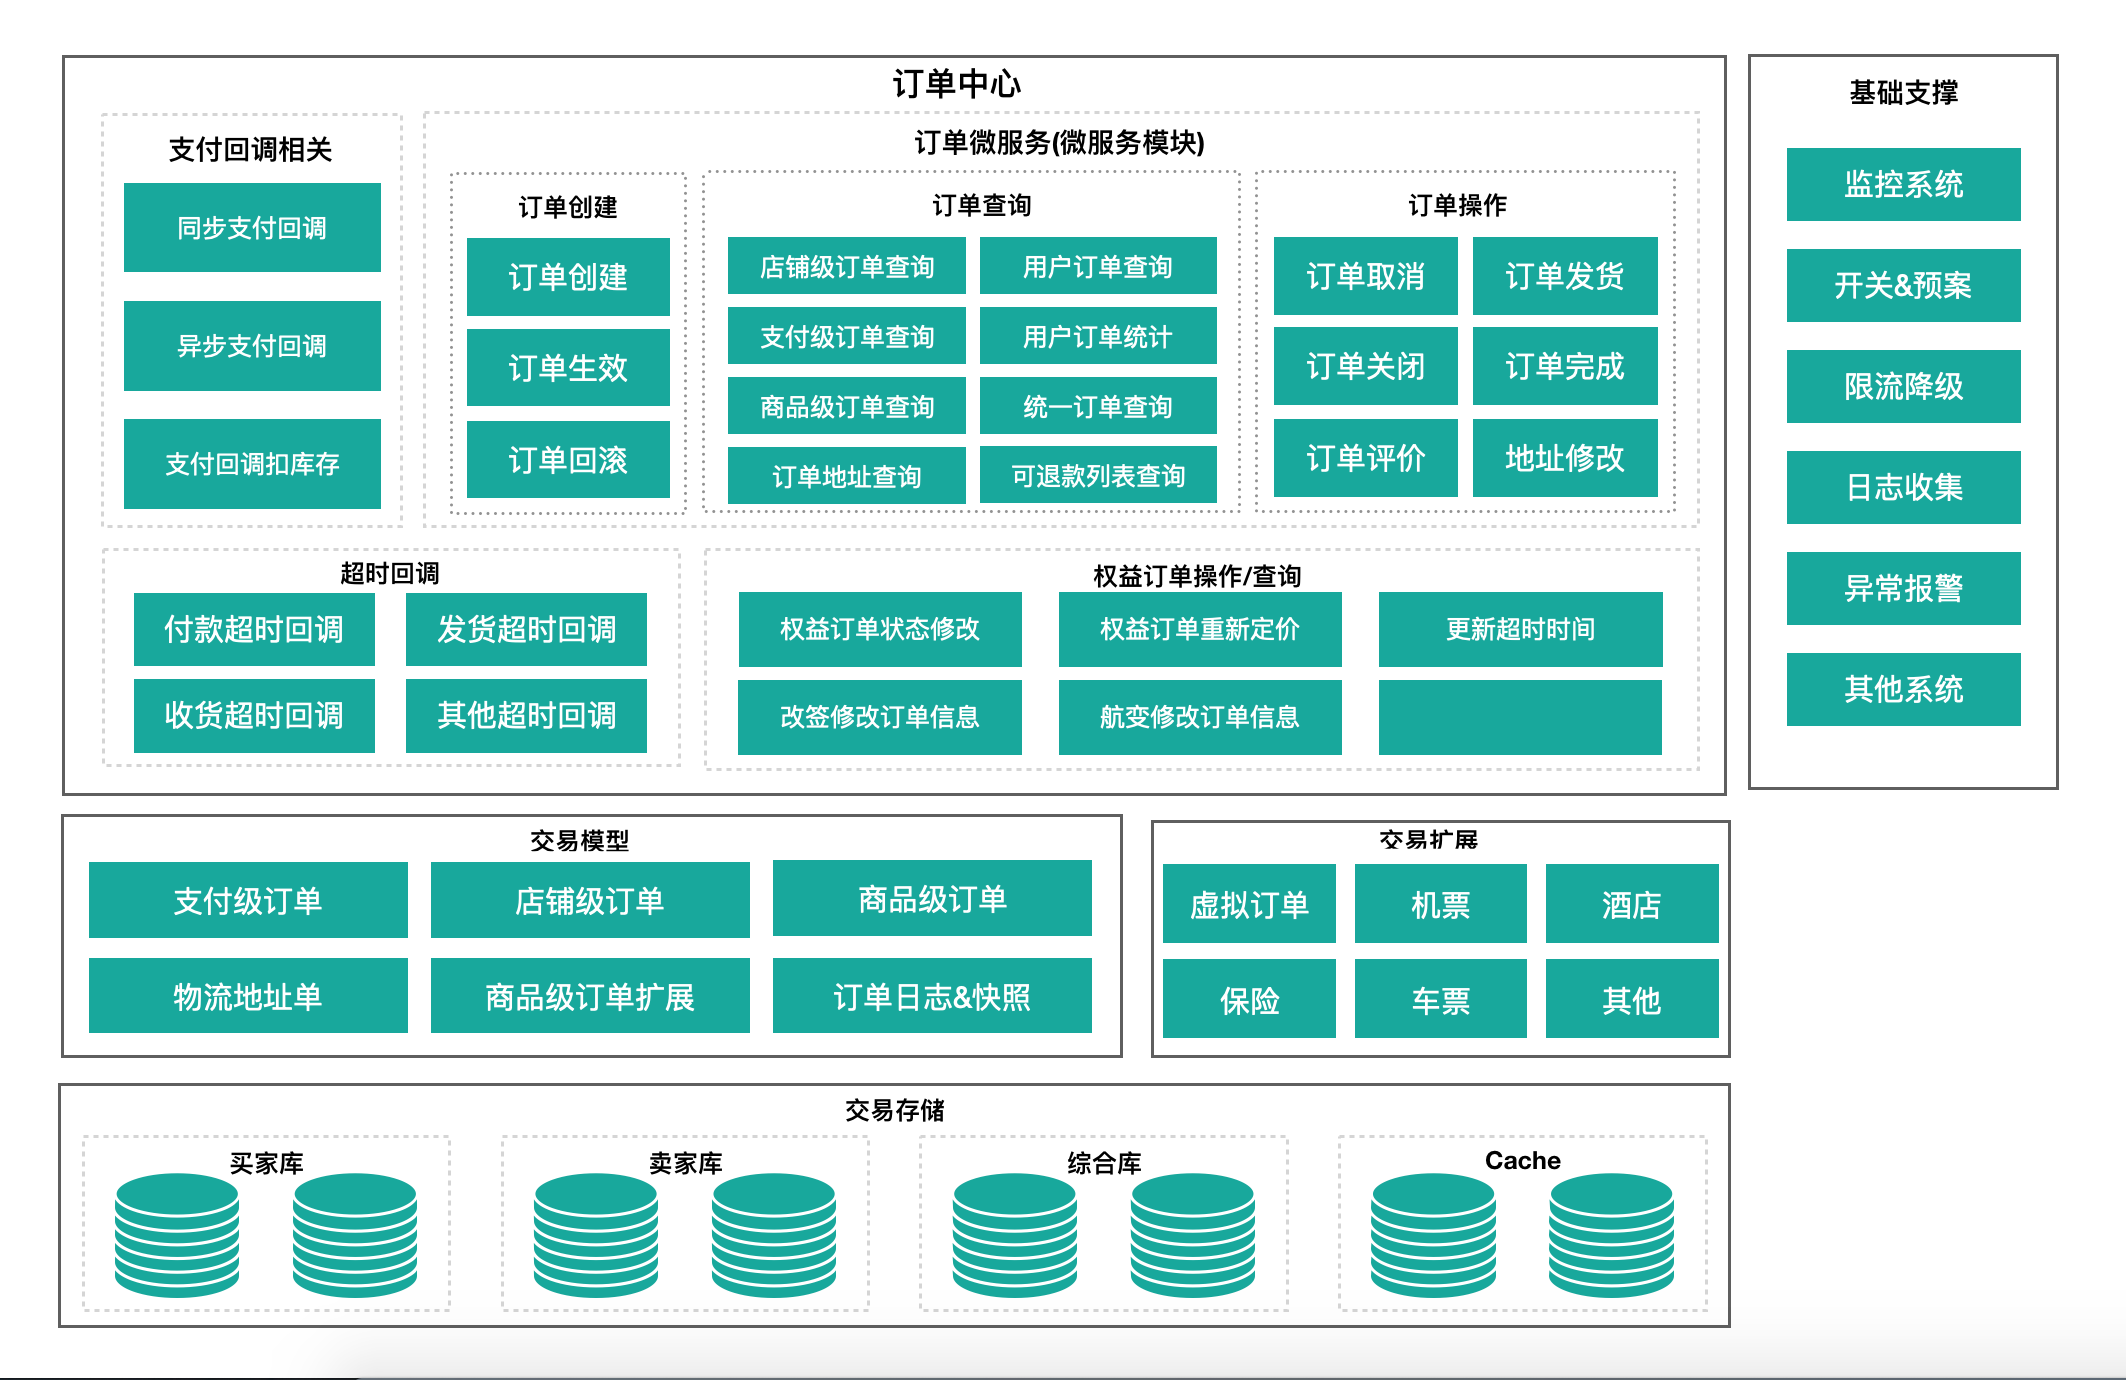 订单中心
支付回调相关
同步支付回调
异步支付回调
支付回调扣库存
订单微服务(微服务模块)
订单创建
订单创建
订单生效
订单回滚
订单查询
店铺级订单查询
用户订单查询
支付级订单查询
用户订单统计
商品级订单查询
统一订单查询
订单地址查询
可退款列表查询
订单操作
订单取消
订单发货
订单关闭
订单完成
订单评价
地址修改
超时回调
付款超时回调
发货超时回调
收货超时回调
其他超时回调
权益订单操作/查询
权益订单状态修改
权益订单重新定价
更新超时时间
改签修改订单信息
航变修改订单信息
基础支撑
监控系统
开关&预案
限流降级
日志收集
异常报警
其他系统
交易模型
支付级订单
店铺级订单
商品级订单
物流地址单
商品级订单扩展
订单日志&快照
交易扩展
虚拟订单
机票
酒店
保险
车票
其他
交易存储
买家库
卖家库
综合库
Cache